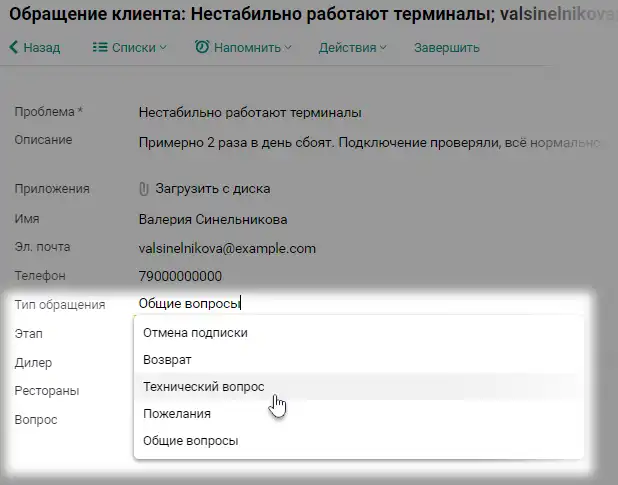 Обращение клиента: Нестабильно работают терминалы; valsinelnikova
Назад Списки Напомнить Действия Завершить
Проблема * Нестабильно работают терминалы
Описание Примерно 2 раза в день сбоят. Подключение проверяли, всё нормально
Приложения Загрузить с диска
Имя Валерия Синельникова
Эл. почта valsinelnikova@example.com
Телефон 79000000000
Тип обращения Общие вопросы
Этап Отмена подписки
Дилер Возврат
Рестораны Технический вопрос
Вопрос Пожелания
Общие вопросы